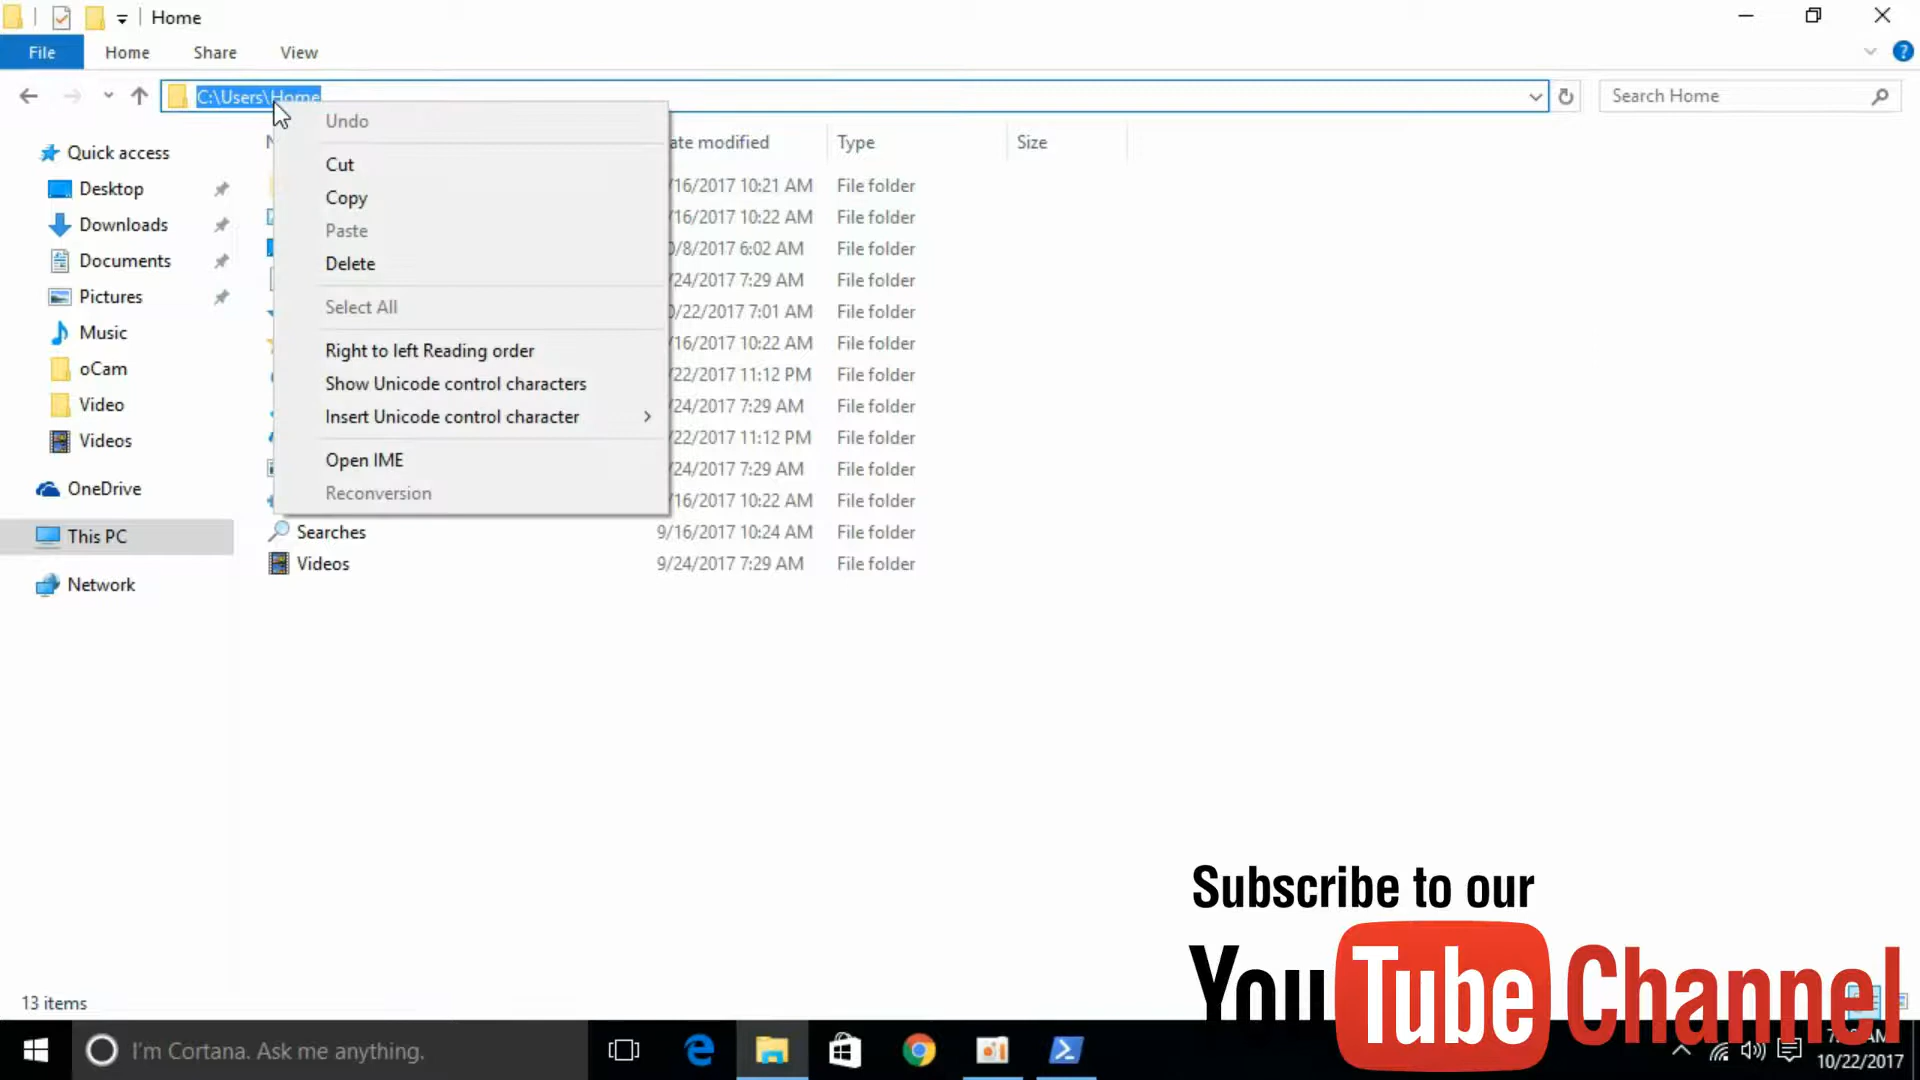 Home
File Home Share View
C:\Users\Home
Search Home
Undo
Cut
Copy
Paste
Delete
Select All
Right to left Reading order
Show Unicode control characters
Insert Unicode control character
Open IME
Reconversion
Quick access
Desktop
Downloads
Documents
Pictures
Music
oCam
Video
Videos
OneDrive
This PC
Network
ate modified Type Size
/16/2017 10:21 AM File folder
/16/2017 10:22 AM File folder
0/8/2017 6:02 AM File folder
/24/2017 7:29 AM File folder
0/22/2017 7:01 AM File folder
/16/2017 10:22 AM File folder
/22/2017 11:12 PM File folder
/24/2017 7:29 AM File folder
/22/2017 11:12 PM File folder
/24/2017 7:29 AM File folder
/16/2017 10:22 AM File folder
Searches 9/16/2017 10:24 AM File folder
Videos 9/24/2017 7:29 AM File folder
Subscribe to our
YouTube Channel
13 items
I'm Cortana. Ask me anything.
AM
10/22/2017